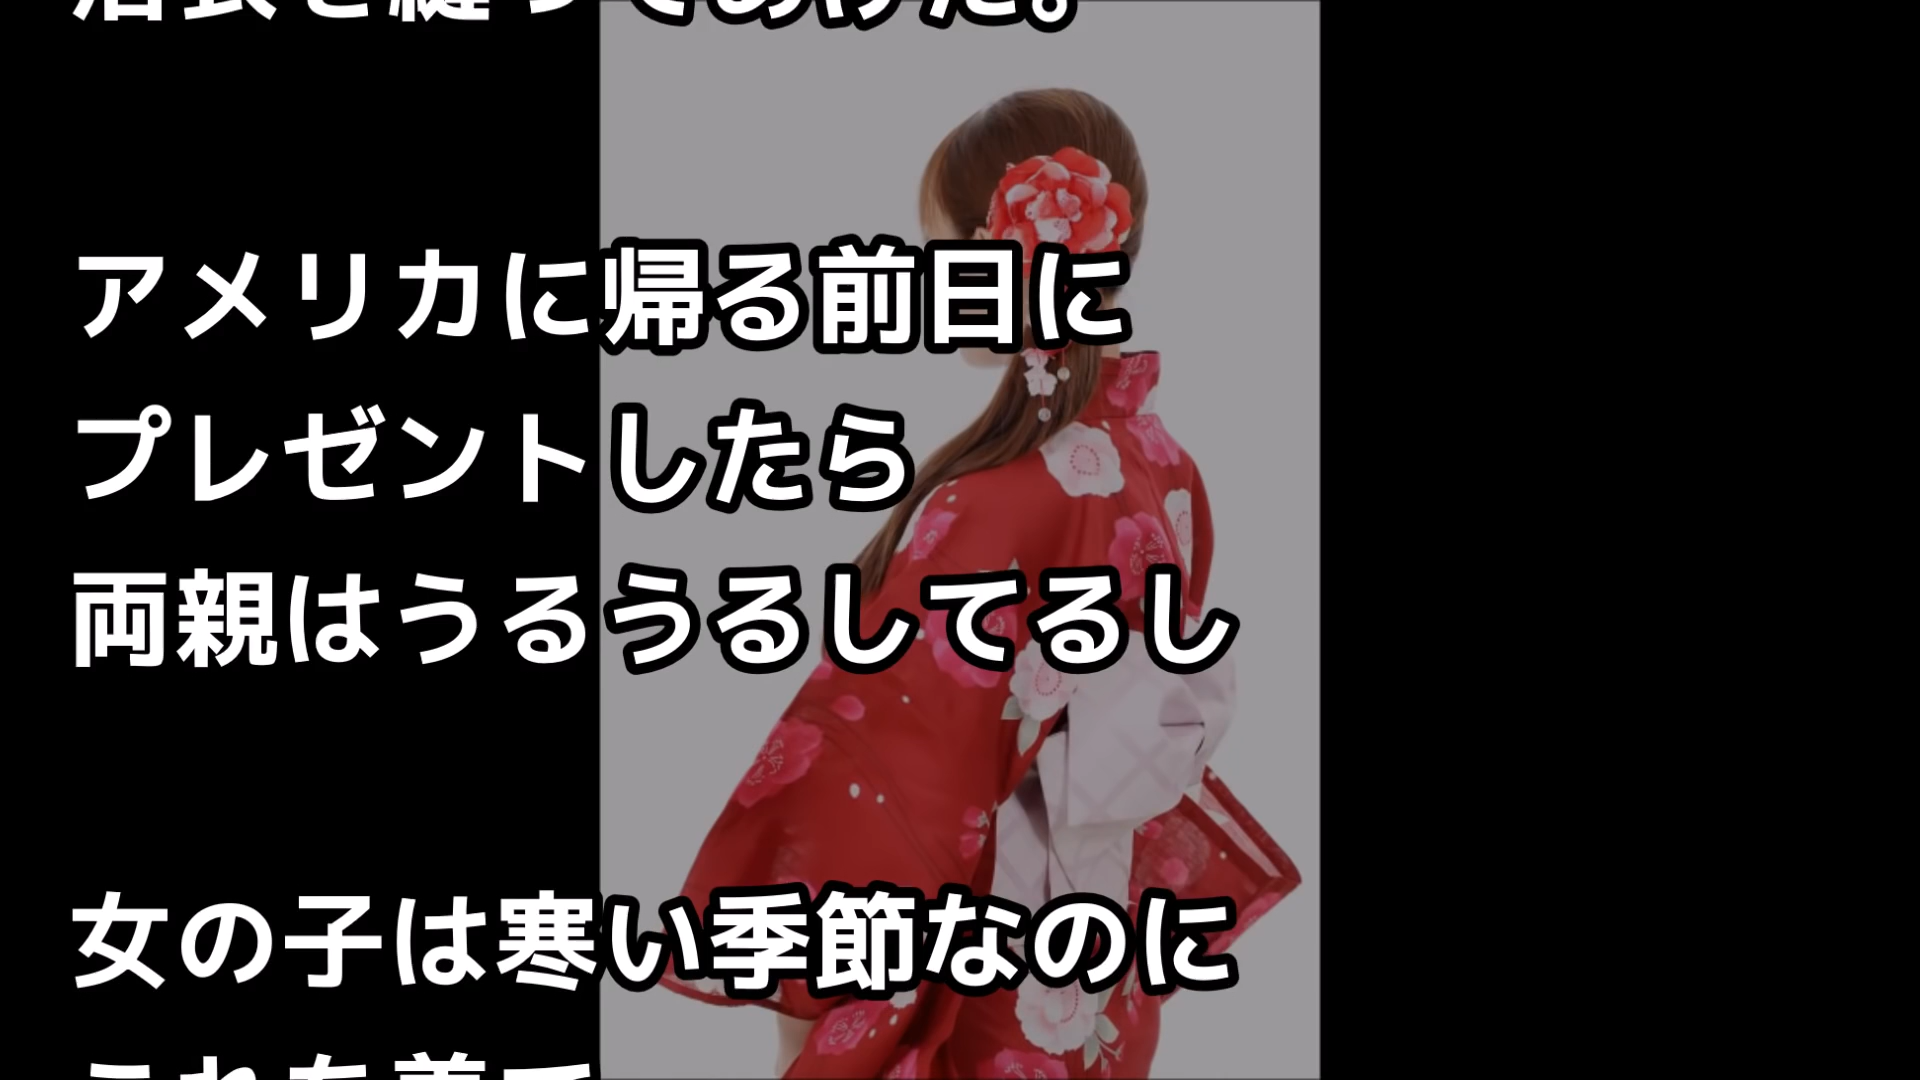 アメリカに帰る前日に
プレゼントしたら
両親はうるうるしてるし
女の子は寒い季節なのに